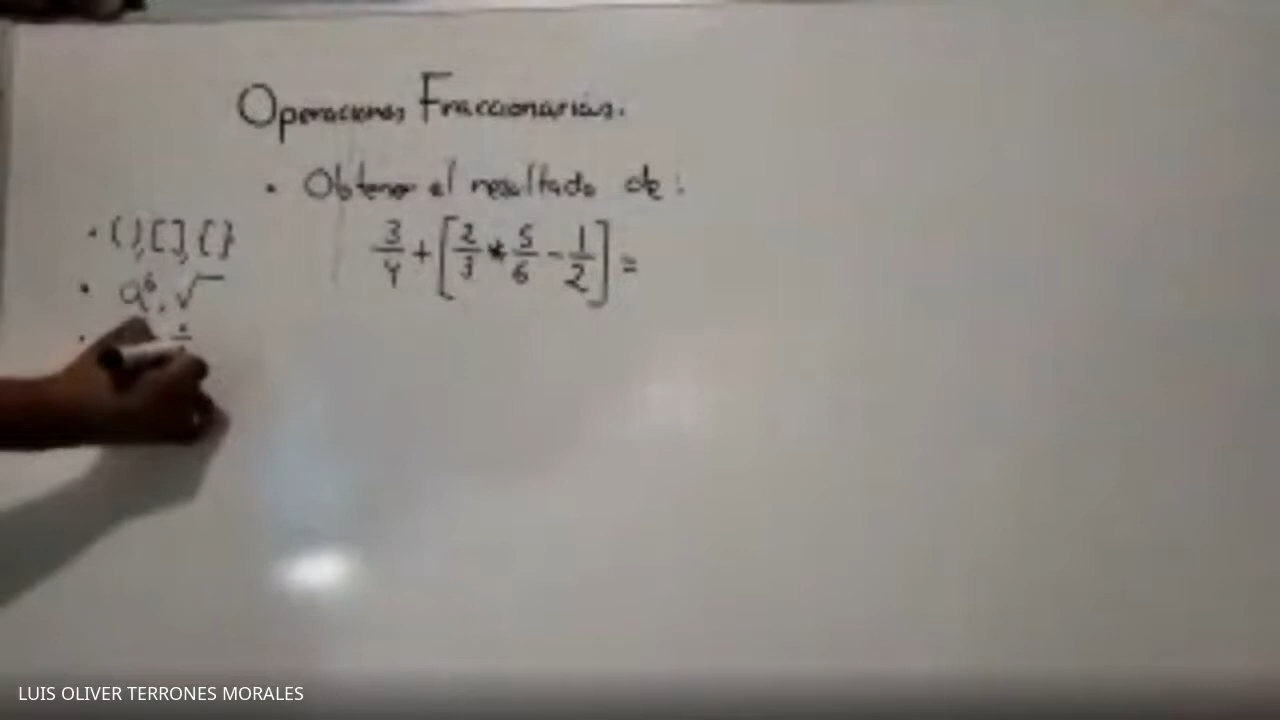 Operaciones Fraccionarias.
• Obtener el resultado de:
• ( ), [ ], { }
• a^b, √
• ÷
3/4 + [2/3 * 5/6 - 1/2] =
LUIS OLIVER TERRONES MORALES